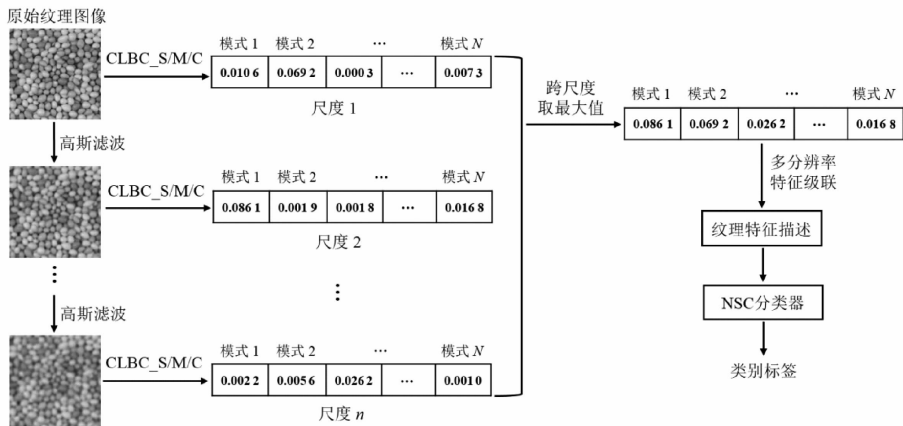 原始纹理图像
CLBC_S/M/C
模式 1 模式 2 … 模式 N
0.010 6 0.069 2 0.000 3 … 0.007 3
尺度 1
高斯滤波
CLBC_S/M/C
模式 1 模式 2 … 模式 N
0.086 1 0.001 9 0.001 8 … 0.016 8
尺度 2
⋮ ⋮
高斯滤波
CLBC_S/M/C
模式 1 模式 2 … 模式 N
0.002 2 0.005 6 0.026 2 … 0.001 0
尺度 n
跨尺度
取最大值
模式 1 模式 2 … 模式 N
0.086 1 0.069 2 0.026 2 … 0.016 8
多分辨率
特征级联
纹理特征描述
NSC分类器
类别标签